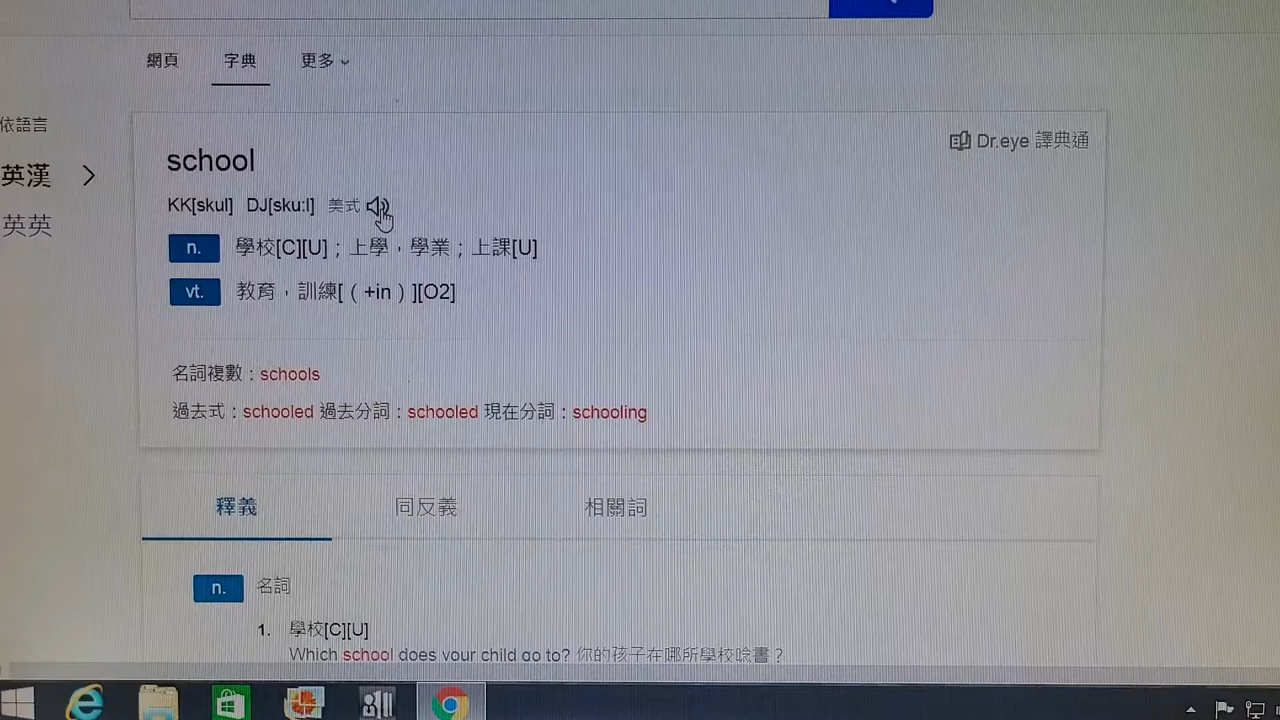 網頁 字典 更多
依語言
英漢
英英
Dr.eye 譯典通
school
KK[skul] DJ[sku:l] 美式
n. 學校[C][U];上學,學業;上課[U]
vt. 教育,訓練[(+in)][O2]
名詞複數:schools
過去式:schooled 過去分詞:schooled 現在分詞:schooling
釋義 同反義 相關詞
n. 名詞
1. 學校[C][U]
Which school does your child go to? 你的孩子在哪所學校唸書?